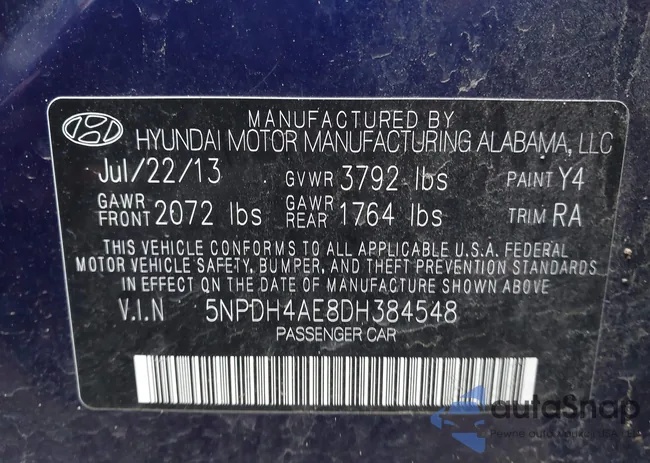 MANUFACTURED BY
HYUNDAI MOTOR MANUFACTURING ALABAMA, LLC
Jul/22/13 GVWR 3792 lbs PAINT Y4
GAWR FRONT 2072 lbs GAWR REAR 1764 lbs TRIM RA
THIS VEHICLE CONFORMS TO ALL APPLICABLE U.S.A. FEDERAL
MOTOR VEHICLE SAFETY, BUMPER, AND THEFT PREVENTION STANDARDS
IN EFFECT ON THE DATE OF MANUFACTURE SHOWN ABOVE.
V.I.N 5NPDH4AE8DH384548
PASSENGER CAR
autoSnap